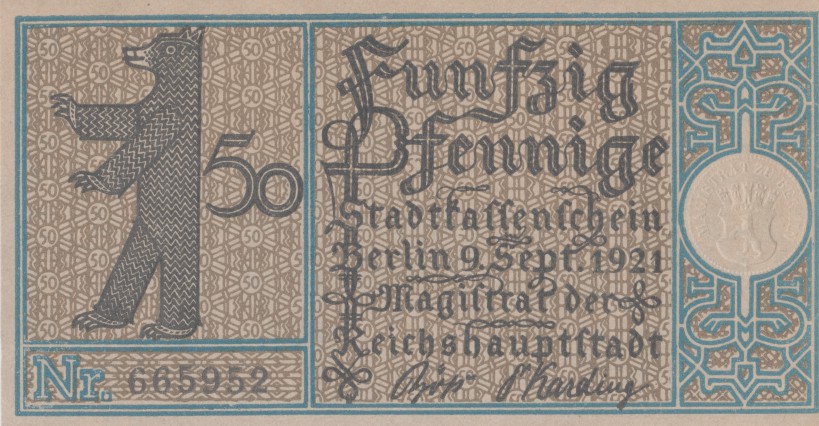 50
Fünfzig
Pfennige
Stadtkassenschein
Berlin 9. Sept. 1921
Magistrat der
Reichshauptstadt
Nr. 665952